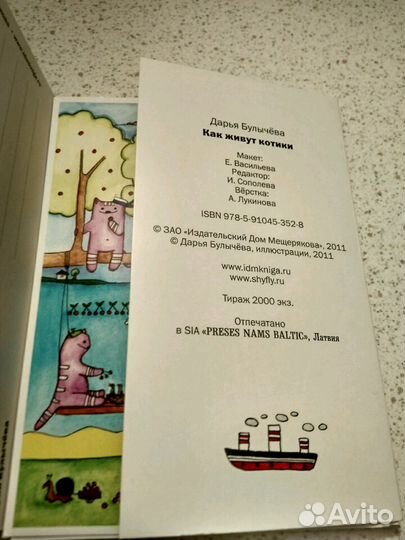 Дарья Булычёва
Как живут котики
Макет:
Е. Васильева
Редактор:
И. Сополева
Вёрстка:
А. Лукинова
ISBN 978-5-91045-352-8
© ЗАО «Издательский Дом Мещерякова», 2011
© Дарья Булычёва, иллюстрации, 2011
www.idmkniga.ru
www.shyfly.ru
Тираж 2000 экз.
Отпечатано
в SIA «PRESES NAMS BALTIC», Латвия
Avito